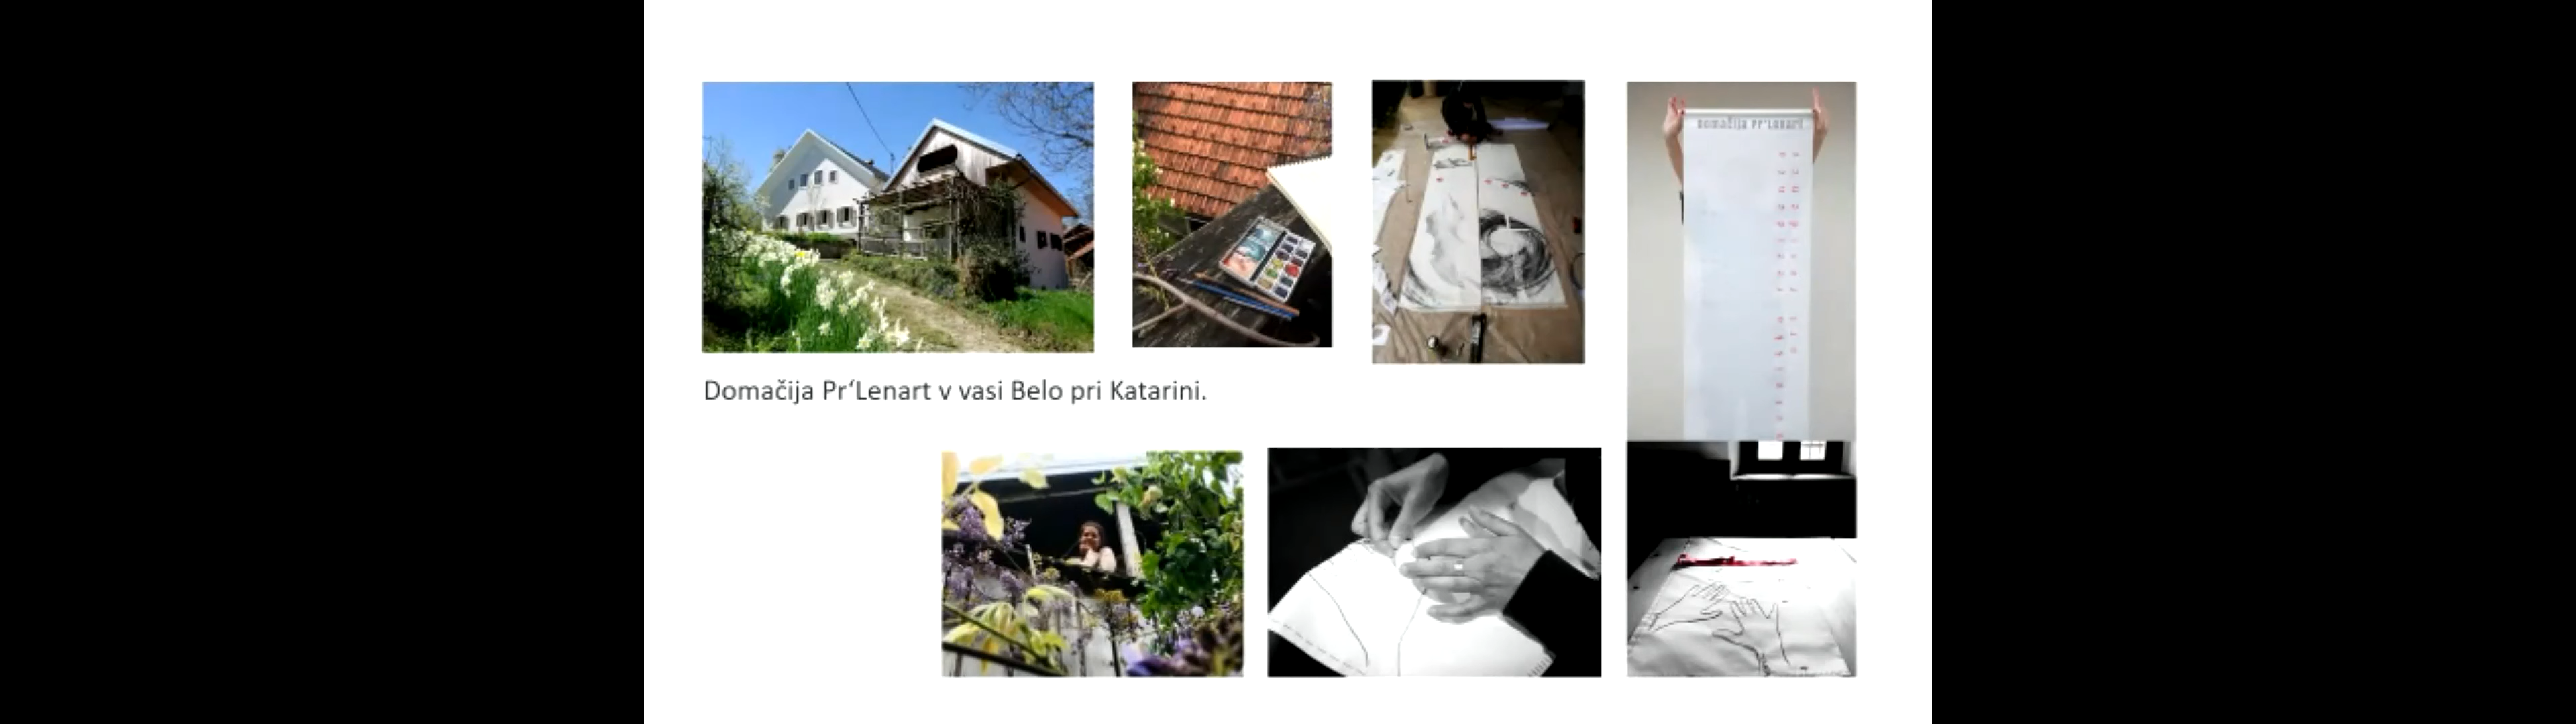 Domačija Pr'Lenart
Domačija Pr‘Lenart v vasi Belo pri Katarini.